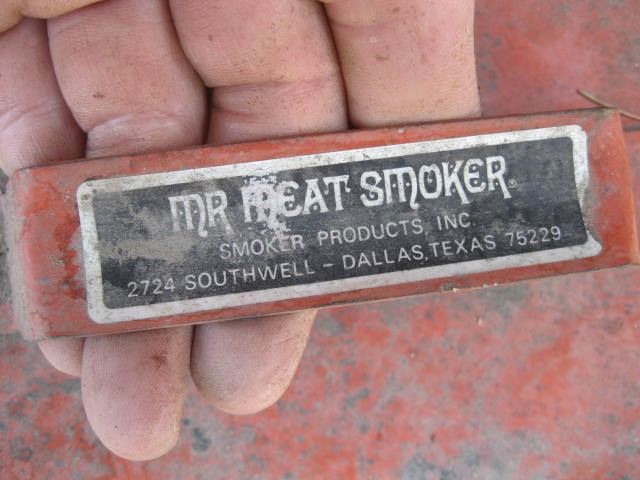 MR MEAT SMOKER®
SMOKER PRODUCTS, INC.
2724 SOUTHWELL – DALLAS, TEXAS 75229